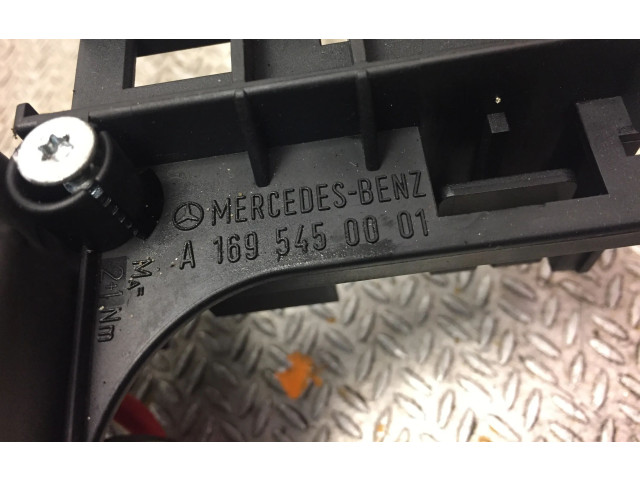 MERCEDES-BENZ
A 169 545 00 01
MA=
2+1 Nm